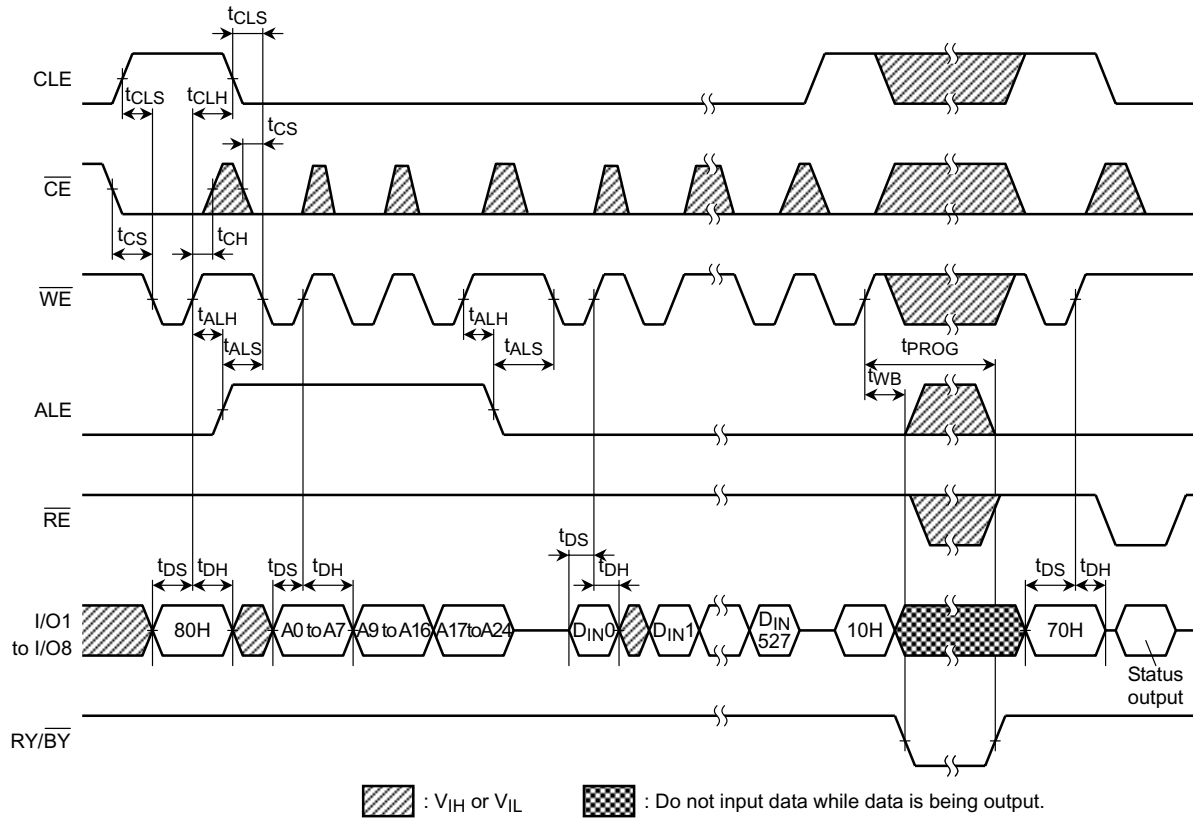 tCLS
CLE
tCLS
tCLH
tCS
CE
tCS
tCH
WE
tALH
tALS
tALH
tALS
tPROG
tWB
ALE
RE
tDS
tDH
tDS
tDH
tDS
tDH
tDS
tDH
I/O1
to I/O8
80H
A0 to A7
A9 to A16
A17toA24
DIN0
DIN1
DIN
527
10H
70H
Status
output
RY/BY
: VIH or VIL
: Do not input data while data is being output.